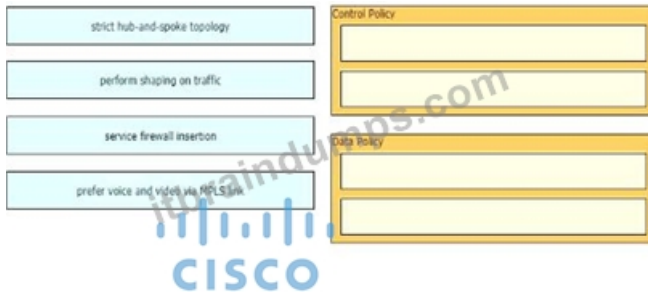 strict hub-and-spoke topology
perform shaping on traffic
service firewall insertion
prefer voice and video via MPLS link
Control Policy
Data Policy
itbraindumps.com
CISCO